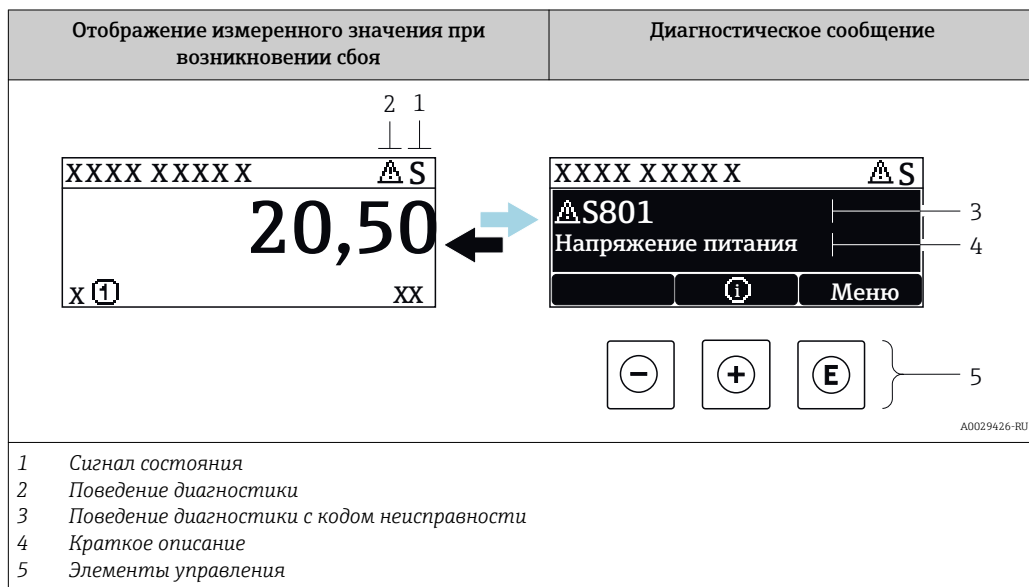 Отображение измеренного значения при
возникновении сбоя
Диагностическое сообщение
2 1
XXXX XXXXX ⚠S
20,50
X 1 XX
XXXX XXXXX ⚠S
⚠S801
3
Напряжение питания
4
i Меню
− + E
5
A0029426-RU
1 Сигнал состояния
2 Поведение диагностики
3 Поведение диагностики с кодом неисправности
4 Краткое описание
5 Элементы управления